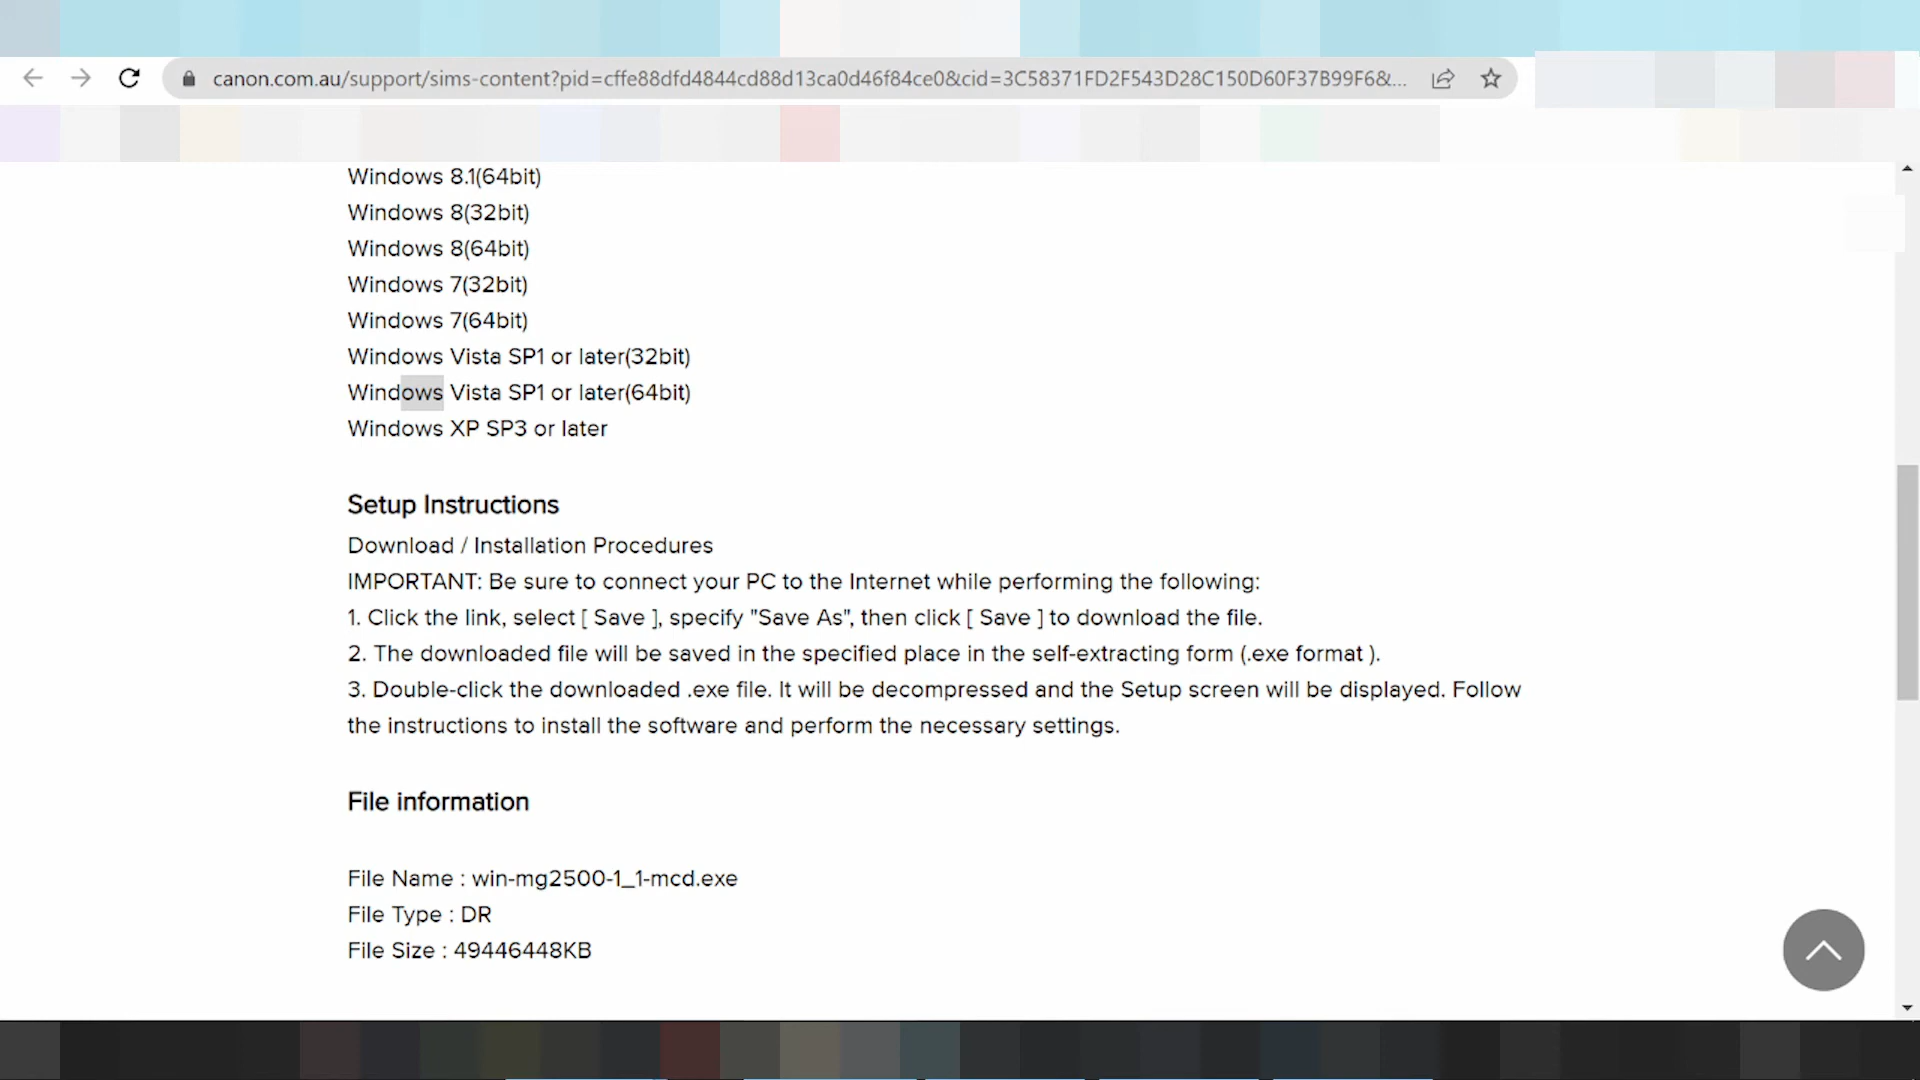 canon.com.au/support/sims-content?pid=cffe88dfd4844cd88d13ca0d46f84ce0&cid=3C58371FD2F543D28C150D60F37B99F6&...
Windows 8.1(64bit)
Windows 8(32bit)
Windows 8(64bit)
Windows 7(32bit)
Windows 7(64bit)
Windows Vista SP1 or later(32bit)
Windows Vista SP1 or later(64bit)
Windows XP SP3 or later
Setup Instructions
Download / Installation Procedures
IMPORTANT: Be sure to connect your PC to the Internet while performing the following:
1. Click the link, select [ Save ], specify "Save As", then click [ Save ] to download the file.
2. The downloaded file will be saved in the specified place in the self-extracting form (.exe format ).
3. Double-click the downloaded .exe file. It will be decompressed and the Setup screen will be displayed. Follow
the instructions to install the software and perform the necessary settings.
File information
File Name : win-mg2500-1_1-mcd.exe
File Type : DR
File Size : 49446448KB